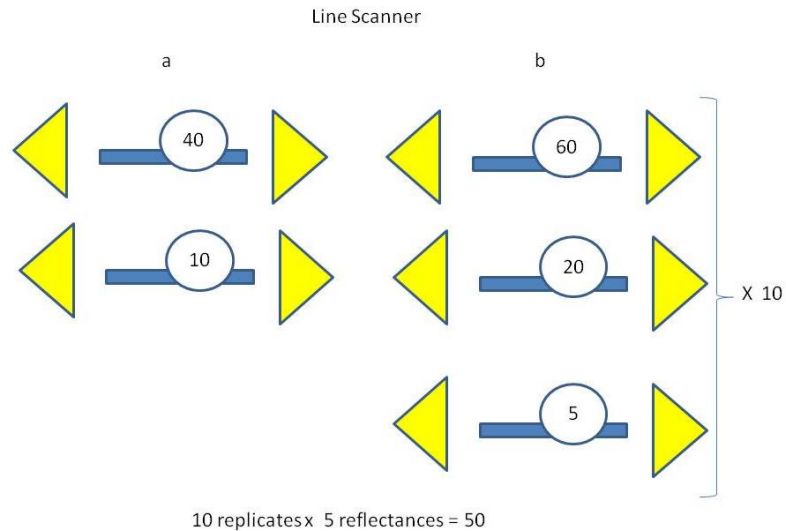 Line Scanner
a b
40 60
10 20
X 10
5
10 replicates x 5 reflectances = 50